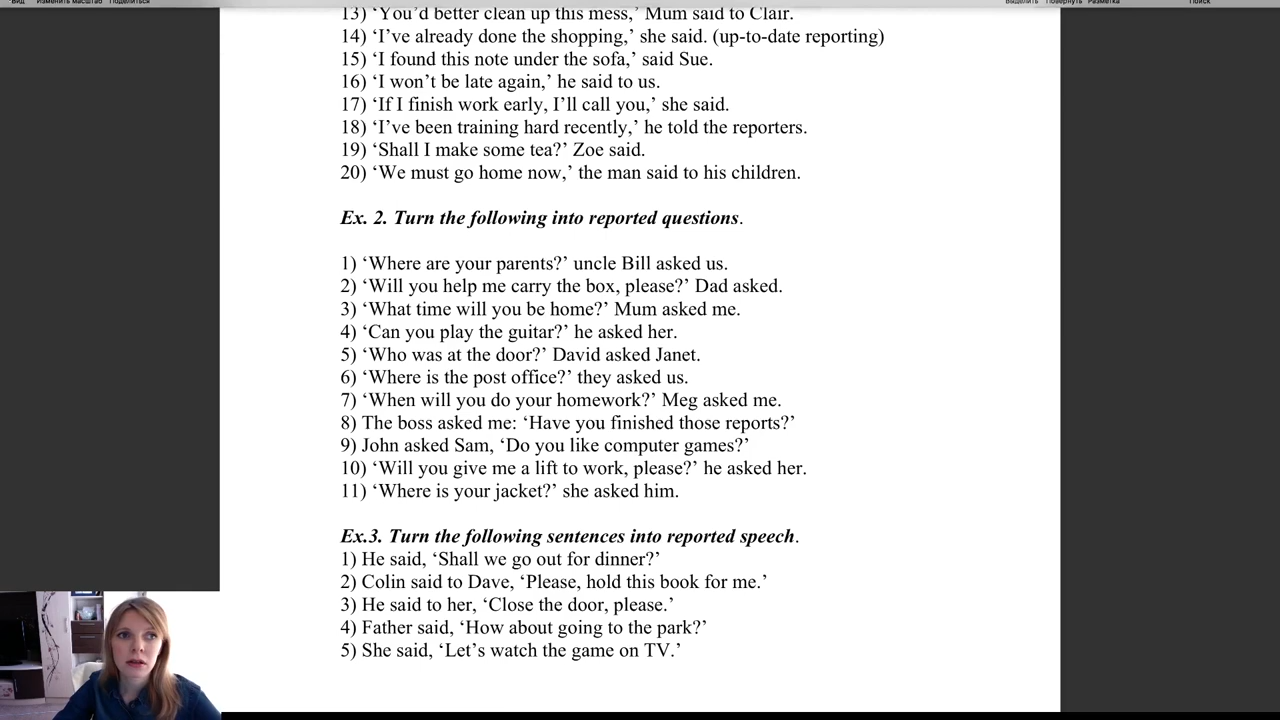 Вид Изменить масштаб Поделиться Выделить Повернуть Разметка Поиск
13) ‘You’d better clean up this mess,’ Mum said to Clair.
14) ‘I’ve already done the shopping,’ she said. (up-to-date reporting)
15) ‘I found this note under the sofa,’ said Sue.
16) ‘I won’t be late again,’ he said to us.
17) ‘If I finish work early, I’ll call you,’ she said.
18) ‘I’ve been training hard recently,’ he told the reporters.
19) ‘Shall I make some tea?’ Zoe said.
20) ‘We must go home now,’ the man said to his children.
Ex. 2. Turn the following into reported questions.
1) ‘Where are your parents?’ uncle Bill asked us.
2) ‘Will you help me carry the box, please?’ Dad asked.
3) ‘What time will you be home?’ Mum asked me.
4) ‘Can you play the guitar?’ he asked her.
5) ‘Who was at the door?’ David asked Janet.
6) ‘Where is the post office?’ they asked us.
7) ‘When will you do your homework?’ Meg asked me.
8) The boss asked me: ‘Have you finished those reports?’
9) John asked Sam, ‘Do you like computer games?’
10) ‘Will you give me a lift to work, please?’ he asked her.
11) ‘Where is your jacket?’ she asked him.
Ex.3. Turn the following sentences into reported speech.
1) He said, ‘Shall we go out for dinner?’
2) Colin said to Dave, ‘Please, hold this book for me.’
3) He said to her, ‘Close the door, please.’
4) Father said, ‘How about going to the park?’
5) She said, ‘Let’s watch the game on TV.’